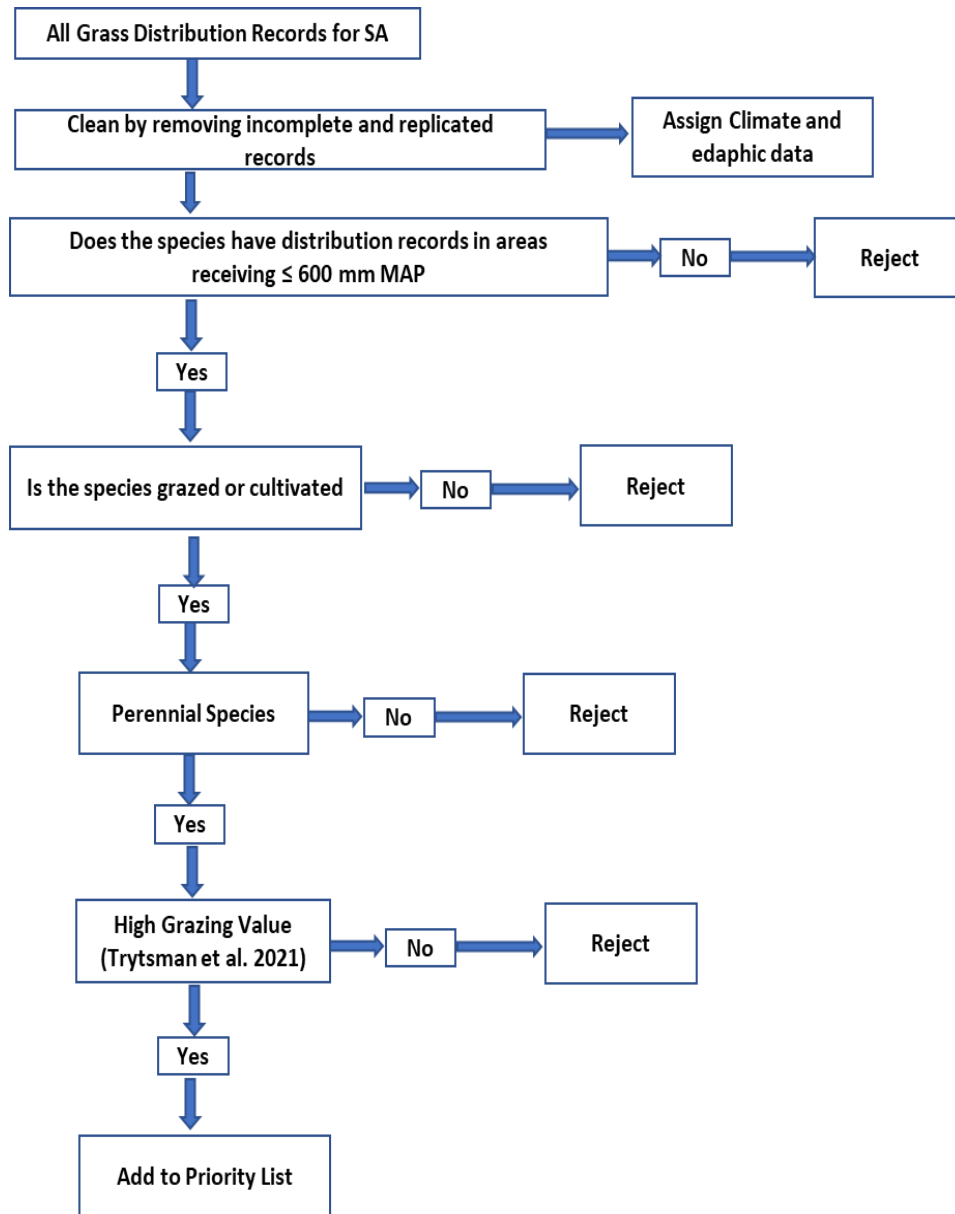 All Grass Distribution Records for SA
Clean by removing incomplete and replicated
records
Assign Climate and
edaphic data
Does the species have distribution records in areas
receiving ≤ 600 mm MAP
No
Reject
Yes
Is the species grazed or cultivated
No
Reject
Yes
Perennial Species
No
Reject
Yes
High Grazing Value
(Trytsman et al. 2021)
No
Reject
Yes
Add to Priority List